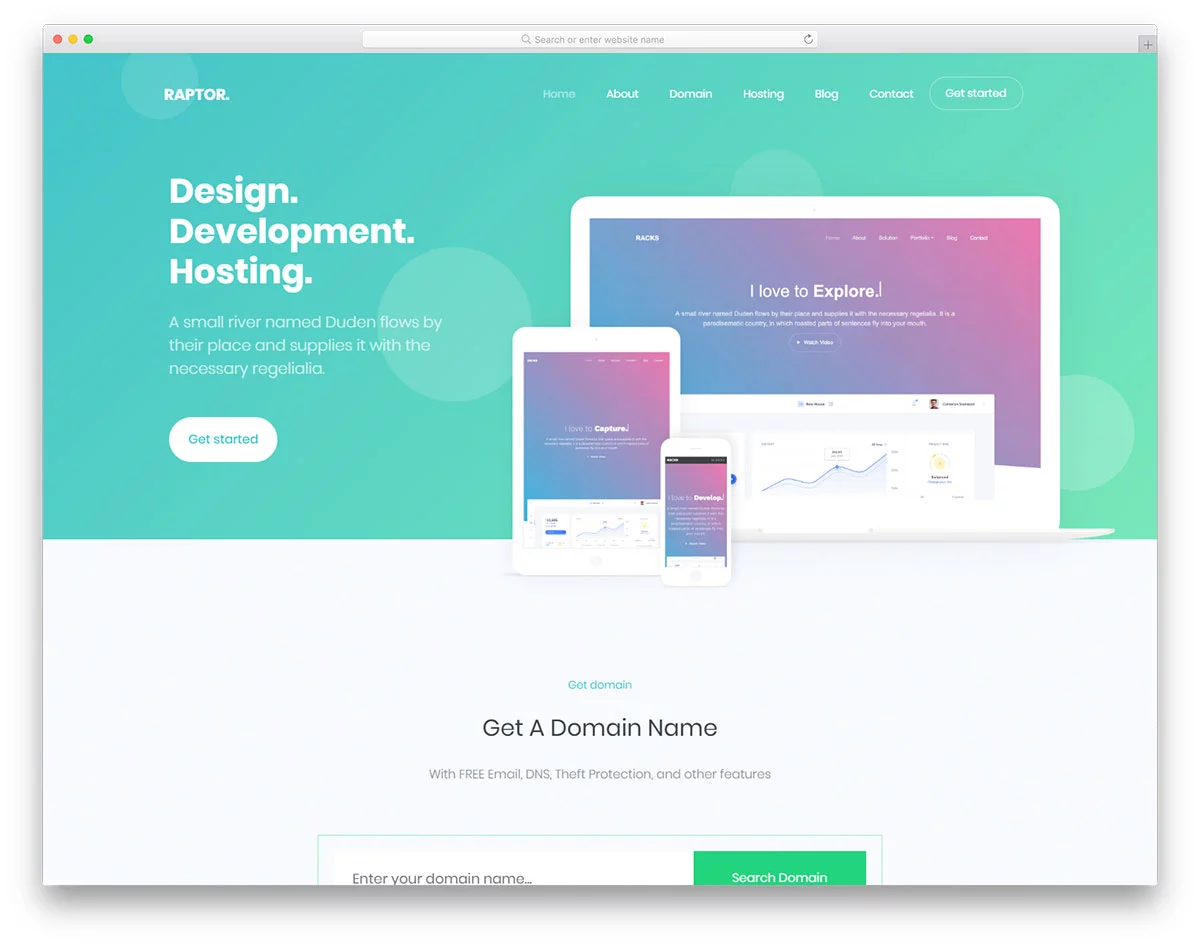 Search or enter website name
RAPTOR.
Home About Domain Hosting Blog Contact Get started
Design.
Development.
Hosting.
A small river named Duden flows by
their place and supplies it with the
necessary regelialia.
Get started
RACKS
Home About Solution Portfolio Blog Contact
I love to Explore.
A small river named Duden flows by their place and supplies it with the necessary regelialia. It is a
paradisematic country, in which roasted parts of sentences fly into your mouth.
Watch Video
I love to Capture.
Watch Video
RACKS
I love to Develop.
Watch Video
Get domain
Get A Domain Name
With FREE Email, DNS, Theft Protection, and other features
Enter your domain name...
Search Domain